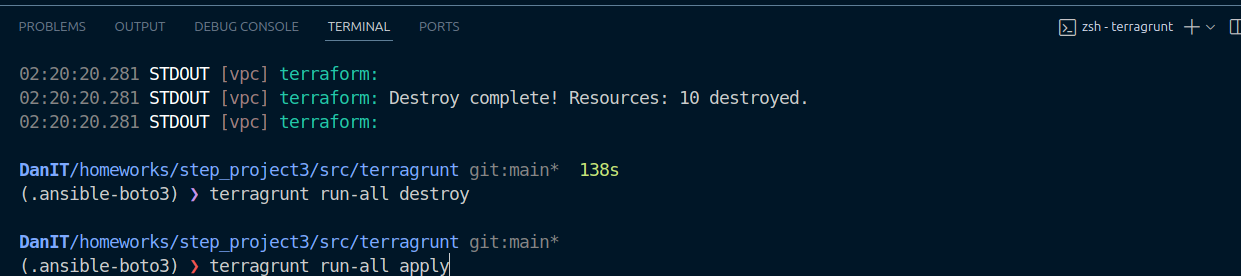 PROBLEMS OUTPUT DEBUG CONSOLE TERMINAL PORTS zsh - terragrunt
02:20:20.281 STDOUT [vpc] terraform:
02:20:20.281 STDOUT [vpc] terraform: Destroy complete! Resources: 10 destroyed.
02:20:20.281 STDOUT [vpc] terraform:
DanIT/homeworks/step_project3/src/terragrunt git:main* 138s
(.ansible-boto3) ❯ terragrunt run-all destroy
DanIT/homeworks/step_project3/src/terragrunt git:main*
(.ansible-boto3) ❯ terragrunt run-all apply